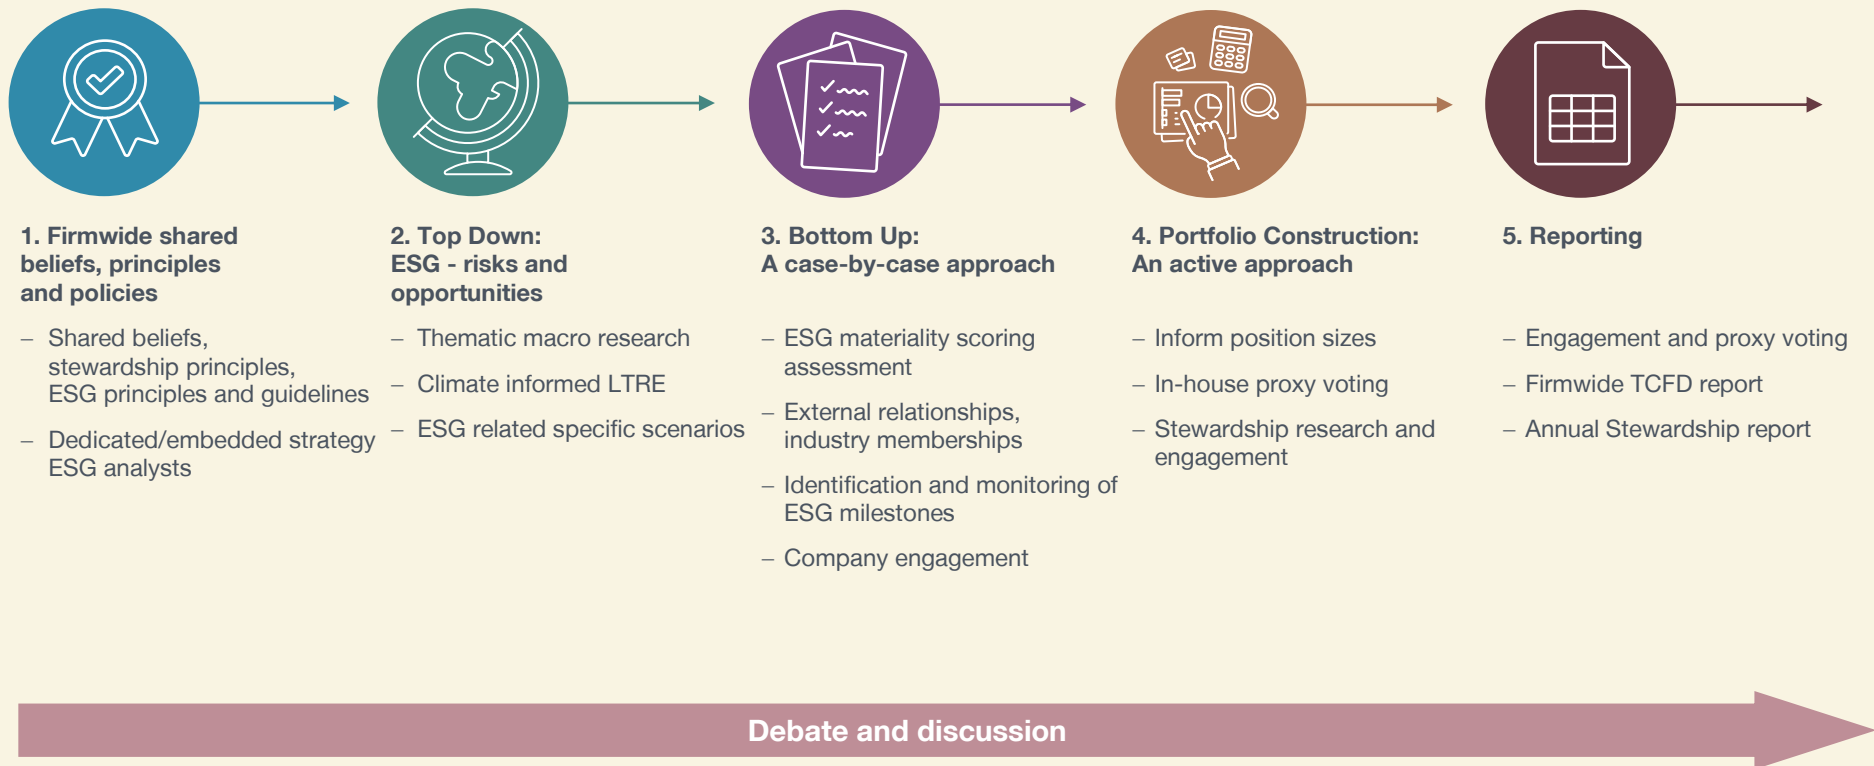 1. Firmwide shared
beliefs, principles
and policies
– Shared beliefs,
stewardship principles,
ESG principles and guidelines
– Dedicated/embedded strategy
ESG analysts
2. Top Down:
ESG - risks and
opportunities
– Thematic macro research
– Climate informed LTRE
– ESG related specific scenarios
3. Bottom Up:
A case-by-case approach
– ESG materiality scoring
assessment
– External relationships,
industry memberships
– Identification and monitoring of
ESG milestones
– Company engagement
4. Portfolio Construction:
An active approach
– Inform position sizes
– In-house proxy voting
– Stewardship research and
engagement
5. Reporting
– Engagement and proxy voting
– Firmwide TCFD report
– Annual Stewardship report
Debate and discussion